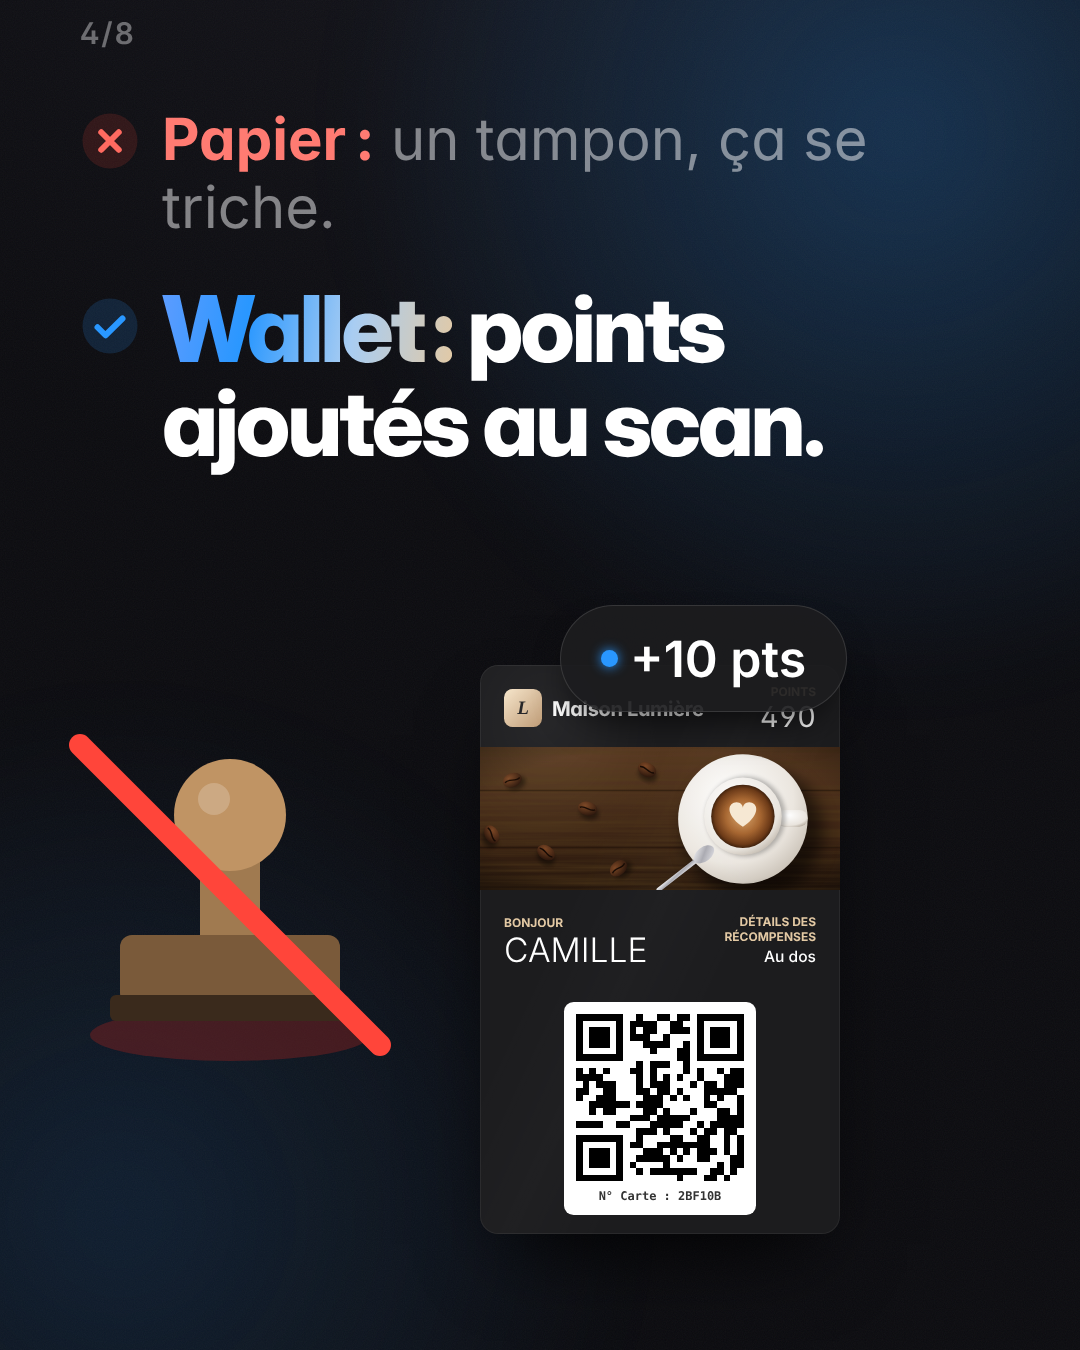 4/8
Papier : un tampon, ça se
triche.
Wallet : points
ajoutés au scan.
+10 pts
POINTS
L Maison Lumière 490
BONJOUR
CAMILLE
DÉTAILS DES
RÉCOMPENSES
Au dos
N° Carte : 2BF10B